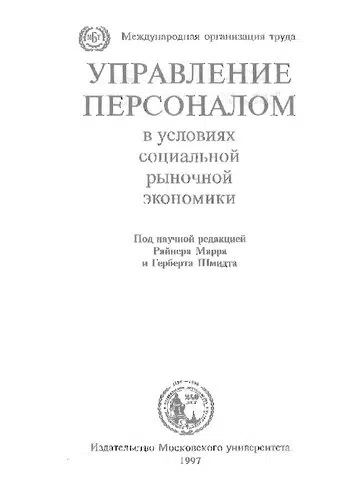 МБТ
Международная организация труда
УПРАВЛЕНИЕ
ПЕРСОНАЛОМ
в условиях
социальной
рыночной
экономики
Под научной редакцией
Райнера Марра
и Герберта Шмидта
Издательство Московского университета
1997